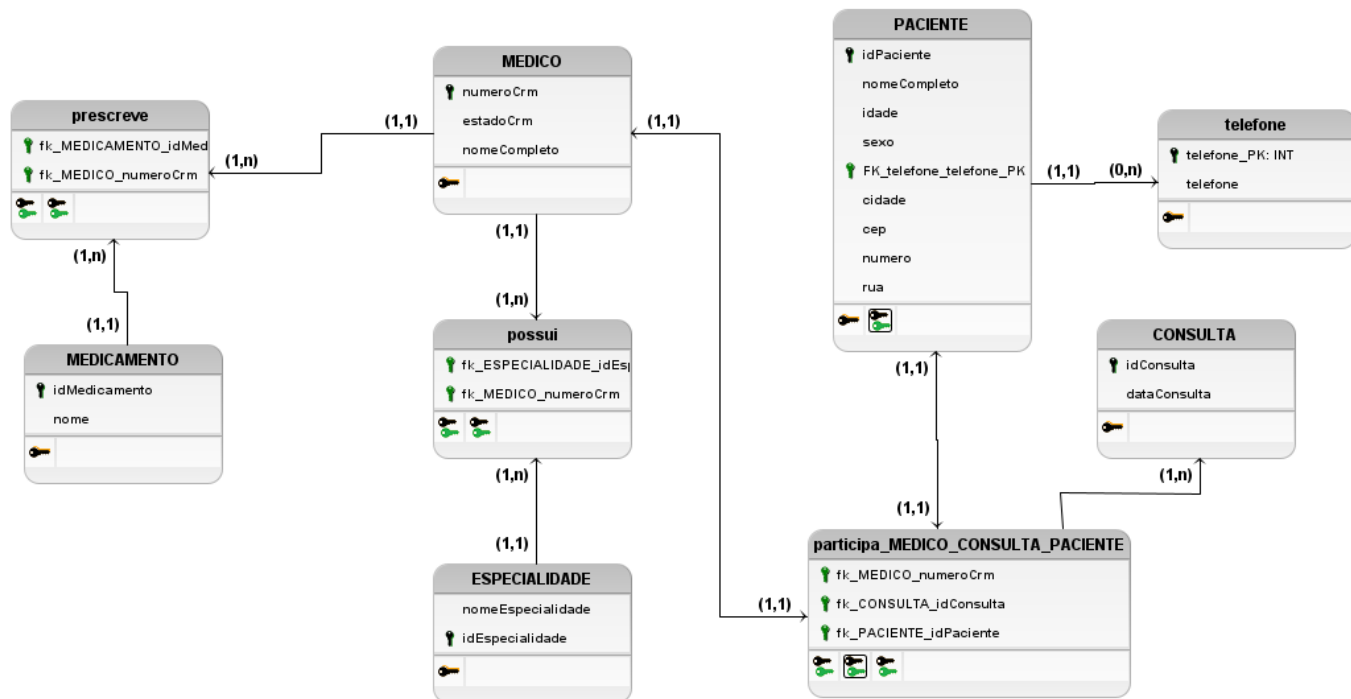 PACIENTE
idPaciente
nomeCompleto
idade
sexo
FK_telefone_telefone_PK
cidade
cep
numero
rua
MEDICO
numeroCrm
estadoCrm
nomeCompleto
prescreve
fk_MEDICAMENTO_idMed
fk_MEDICO_numeroCrm
(1,1)
(1,n)
(1,1)
telefone
telefone_PK: INT
telefone
(1,1)
(0,n)
(1,n)
(1,1)
MEDICAMENTO
idMedicamento
nome
(1,1)
(1,n)
possui
fk_ESPECIALIDADE_idEsp
fk_MEDICO_numeroCrm
CONSULTA
idConsulta
dataConsulta
(1,1)
(1,1)
(1,n)
(1,n)
(1,1)
ESPECIALIDADE
nomeEspecialidade
idEspecialidade
(1,1)
participa_MEDICO_CONSULTA_PACIENTE
fk_MEDICO_numeroCrm
fk_CONSULTA_idConsulta
fk_PACIENTE_idPaciente